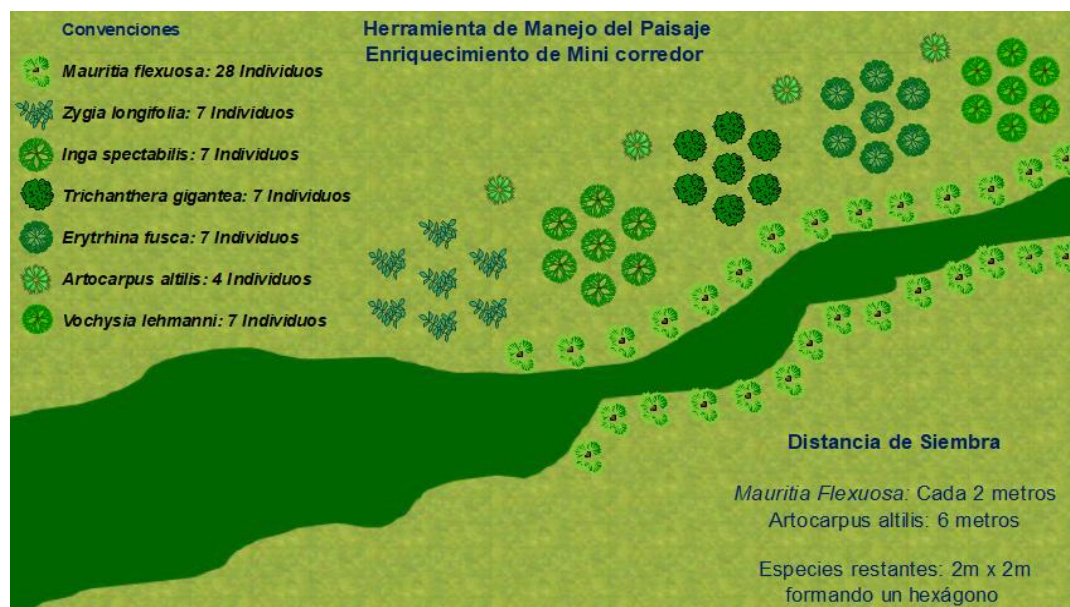 Convenciones
Mauritia flexuosa: 28 Individuos
Zygia longifolia: 7 Individuos
Inga spectabilis: 7 Individuos
Trichanthera gigantea: 7 Individuos
Erytrhina fusca: 7 Individuos
Artocarpus altilis: 4 Individuos
Vochysia lehmanni: 7 Individuos
Herramienta de Manejo del Paisaje
Enriquecimiento de Mini corredor
Distancia de Siembra
Mauritia Flexuosa: Cada 2 metros
Artocarpus altilis: 6 metros
Especies restantes: 2m x 2m
formando un hexágono